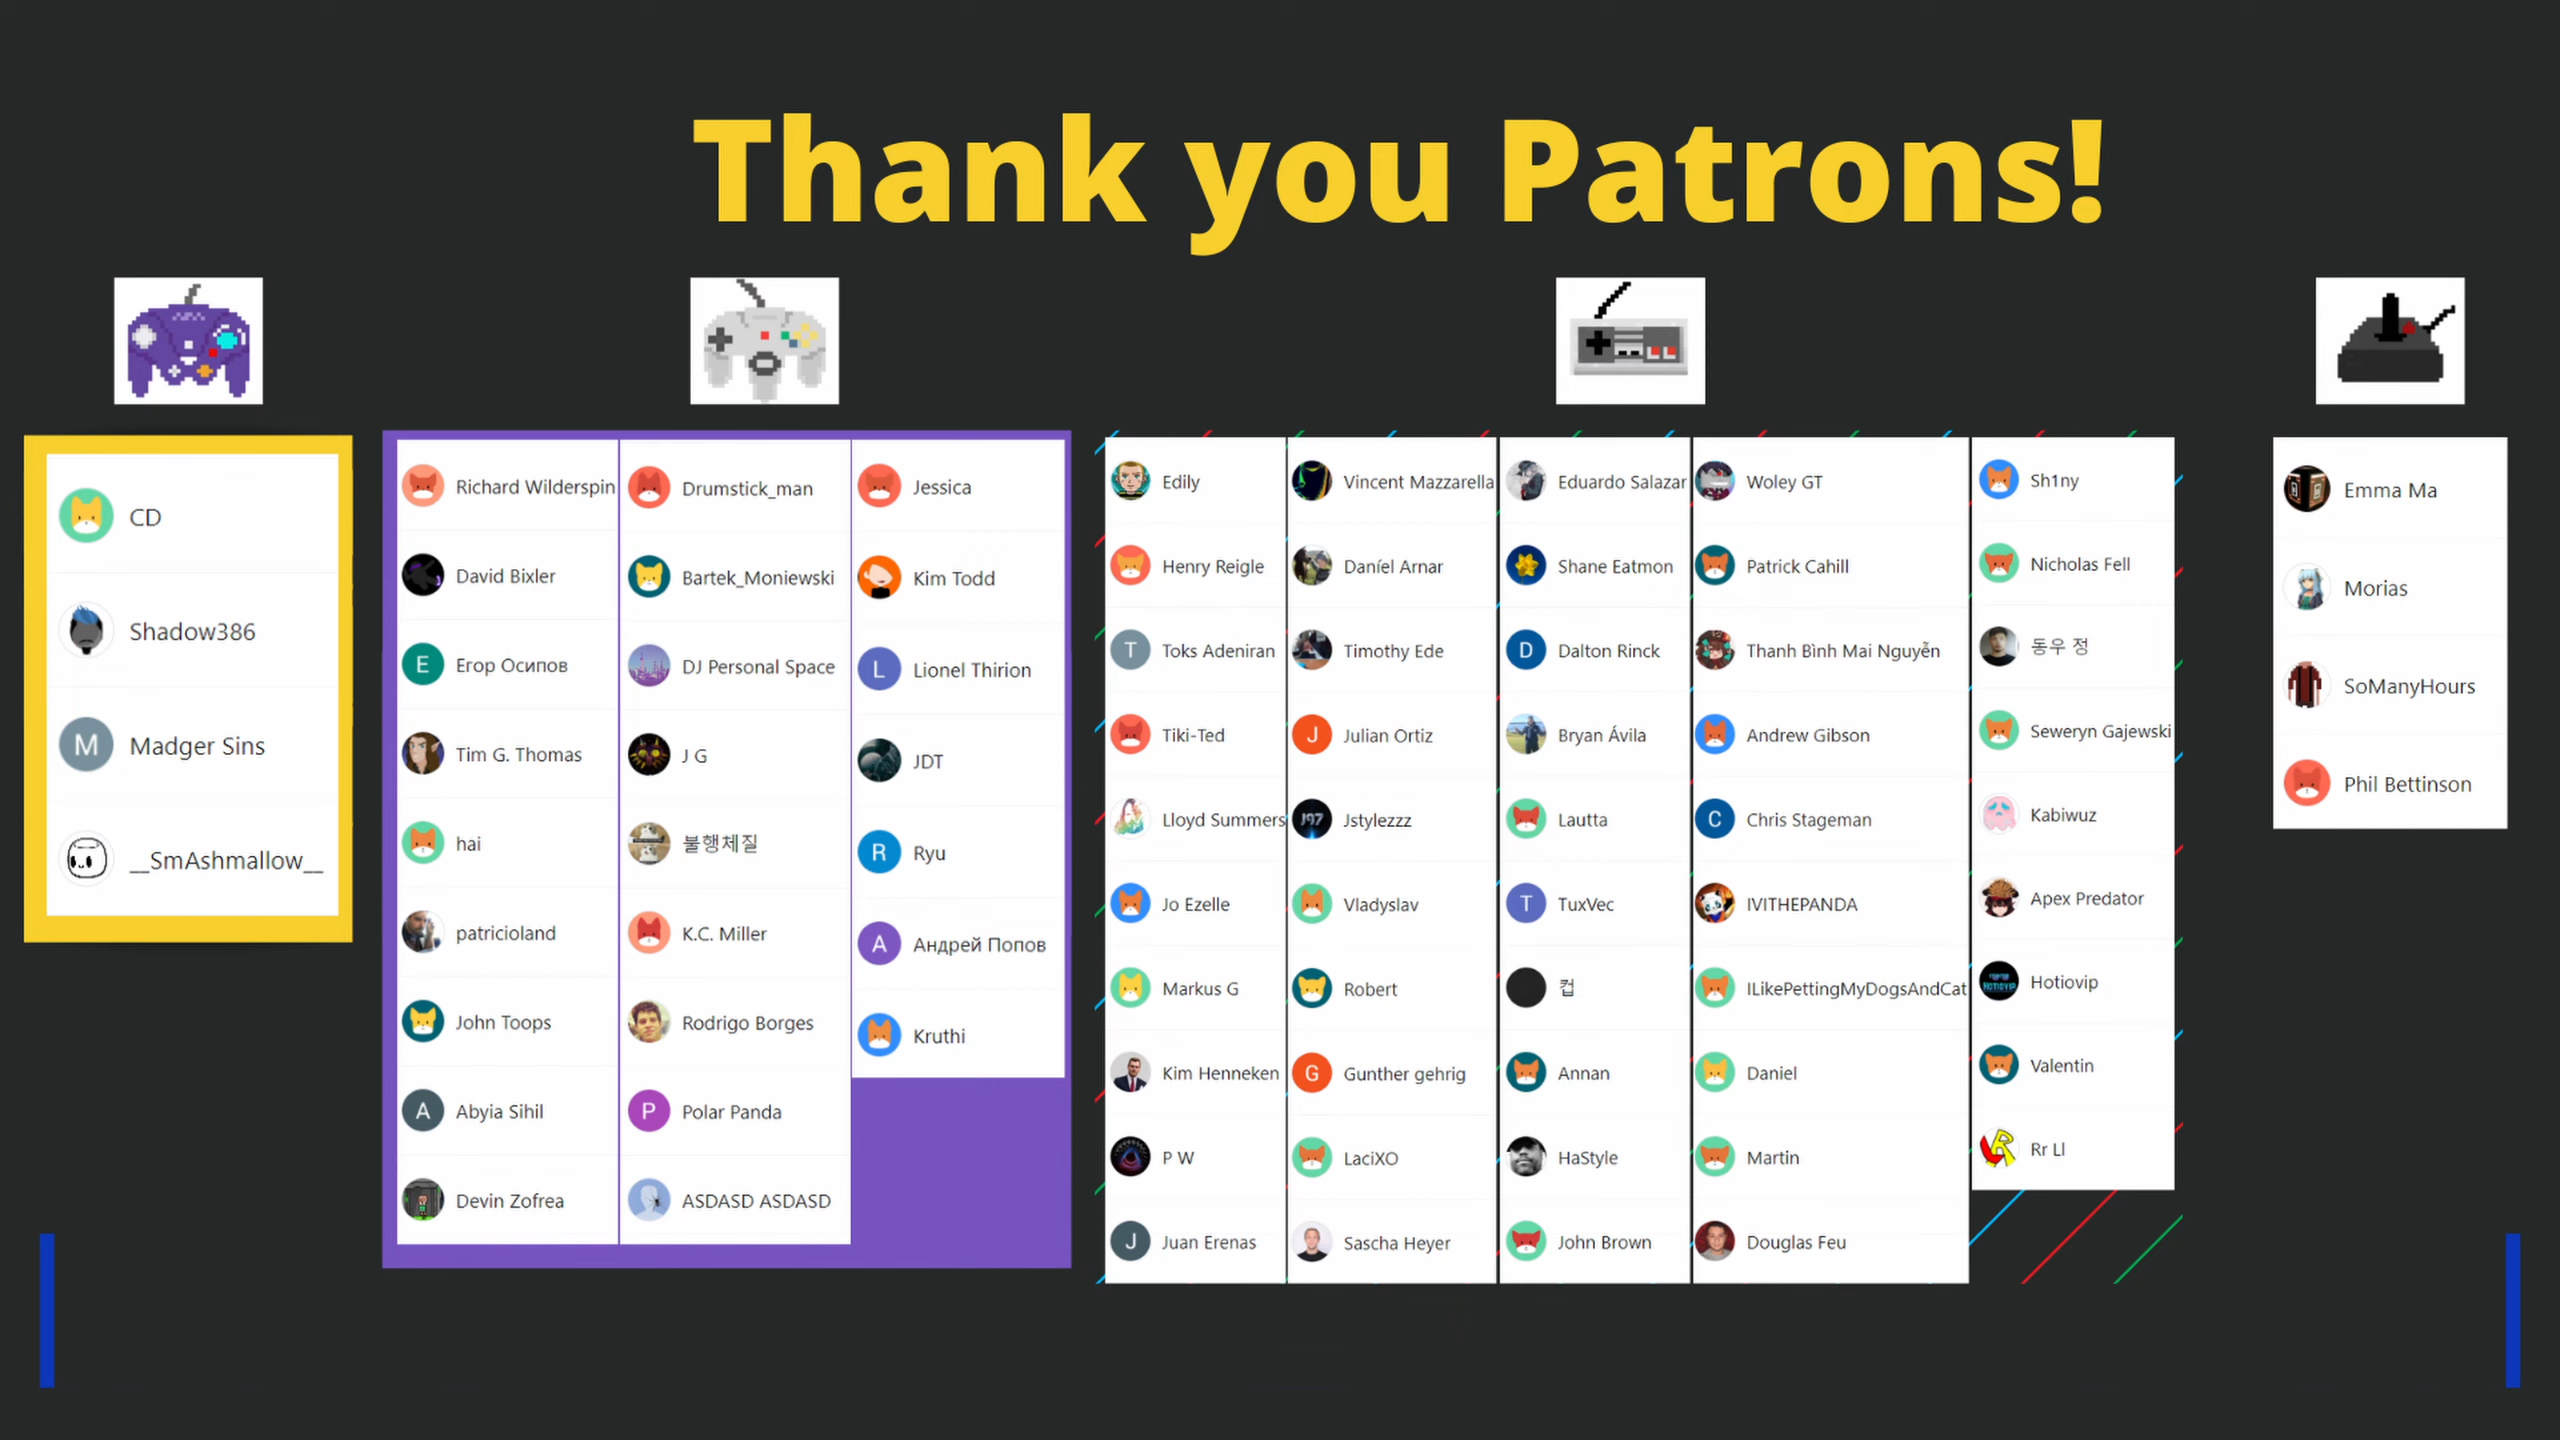 Thank you Patrons!
CD
Shadow386
M
Madger Sins
__SmAshmallow__
Richard Wilderspin
David Bixler
E
Егор Осипов
Tim G. Thomas
hai
patricioland
John Toops
A
Abyia Sihil
Devin Zofrea
Drumstick_man
Bartek_Moniewski
DJ Personal Space
J G
불행체질
K.C. Miller
Rodrigo Borges
P
Polar Panda
ASDASD ASDASD
Jessica
Kim Todd
L
Lionel Thirion
JDT
R
Ryu
A
Андрей Попов
Kruthi
Edily
Henry Reigle
T
Toks Adeniran
Tiki-Ted
Lloyd Summers
Jo Ezelle
Markus G
Kim Henneken
P W
J
Juan Erenas
Vincent Mazzarella
Daníel Arnar
Timothy Ede
J
Julian Ortiz
J97
Jstylezzz
Vladyslav
Robert
G
Gunther gehrig
LaciXO
Sascha Heyer
Eduardo Salazar
Shane Eatmon
D
Dalton Rinck
Bryan Ávila
Lautta
T
TuxVec
컵
Annan
HaStyle
John Brown
Woley GT
Patrick Cahill
Thanh Bình Mai Nguyễn
Andrew Gibson
C
Chris Stageman
IVITHEPANDA
ILikePettingMyDogsAndCat
Daniel
Martin
Douglas Feu
Sh1ny
Nicholas Fell
동우 정
Seweryn Gajewski
Kabiwuz
Apex Predator
HOTIOVIP
Hotiovip
Valentin
Rr Ll
Emma Ma
Morias
SoManyHours
Phil Bettinson